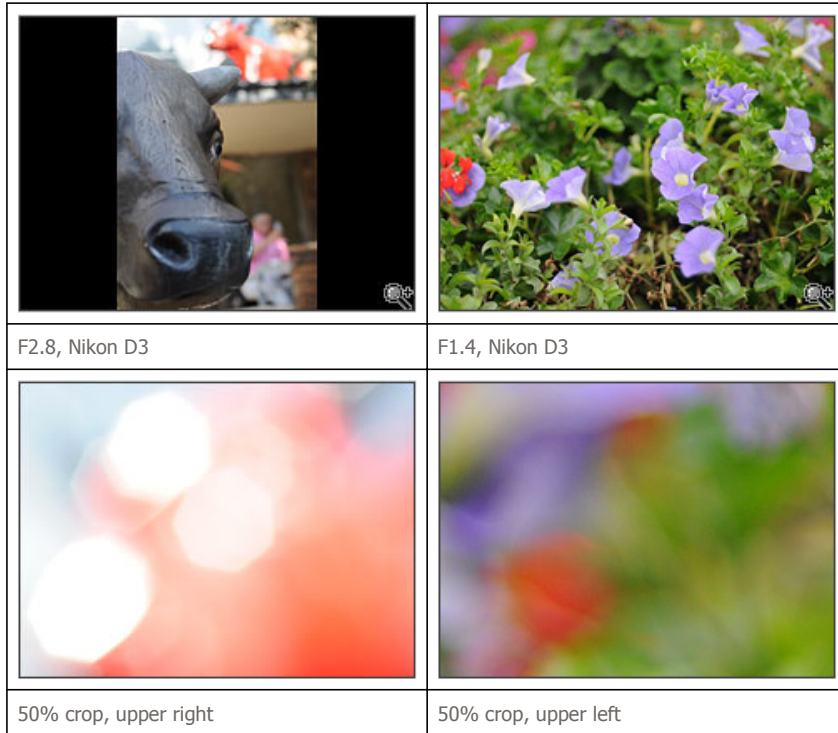 F2.8, Nikon D3
F1.4, Nikon D3
50% crop, upper right
50% crop, upper left